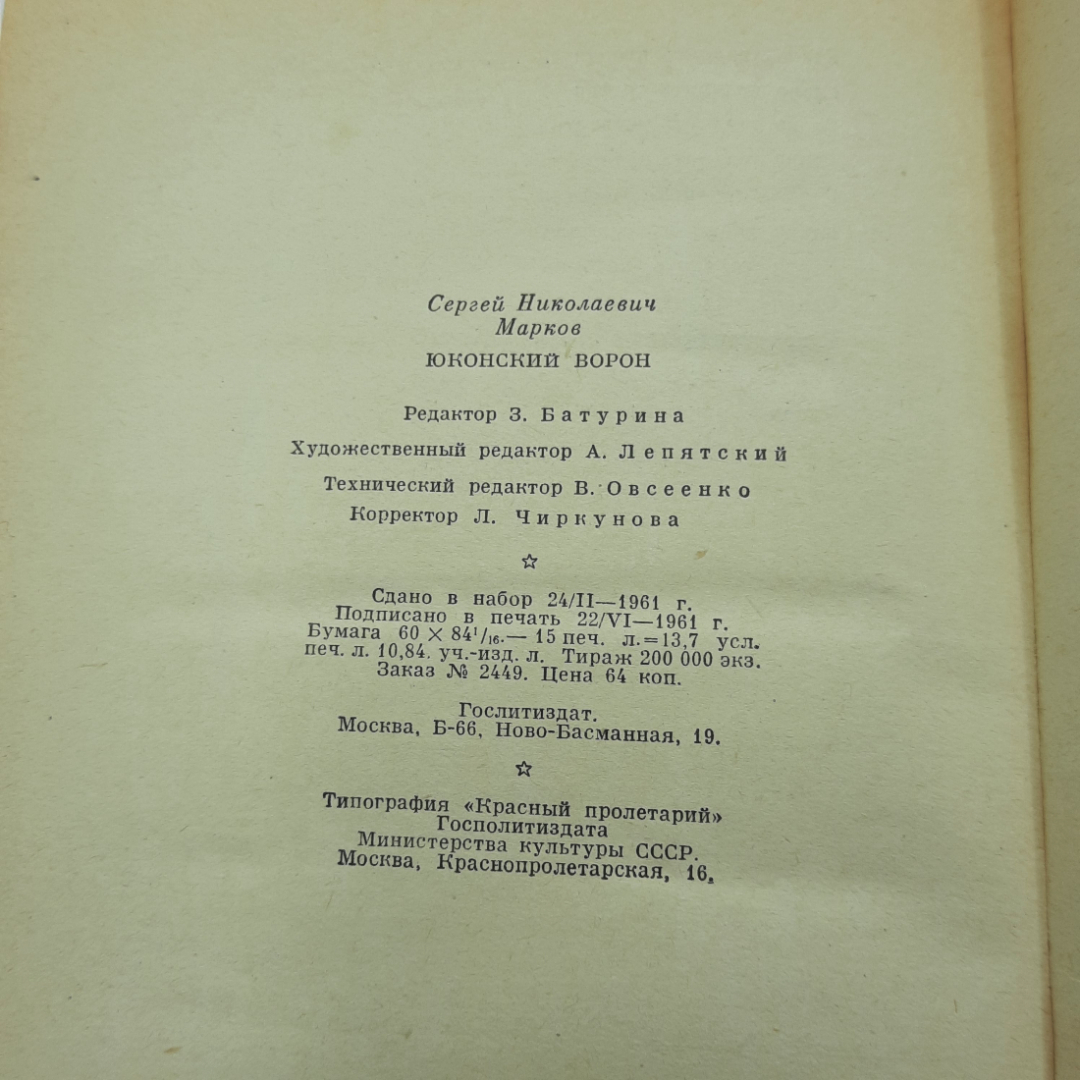 Сергей Николаевич
Марков
ЮКОНСКИЙ ВОРОН
Редактор З. Батурина
Художественный редактор А. Лепятский
Технический редактор В. Овсеенко
Корректор Л. Чиркунова
☆
Сдано в набор 24/II—1961 г.
Подписано в печать 22/VI—1961 г.
Бумага 60 × 84¹/₁₆.— 15 печ. л.=13,7 усл.
печ. л. 10,84. уч.-изд. л. Тираж 200 000 экз.
Заказ № 2449. Цена 64 коп.
Гослитиздат.
Москва, Б-66, Ново-Басманная, 19.
☆
Типография «Красный пролетарий»
Госполитиздата
Министерства культуры СССР.
Москва, Краснопролетарская, 16.